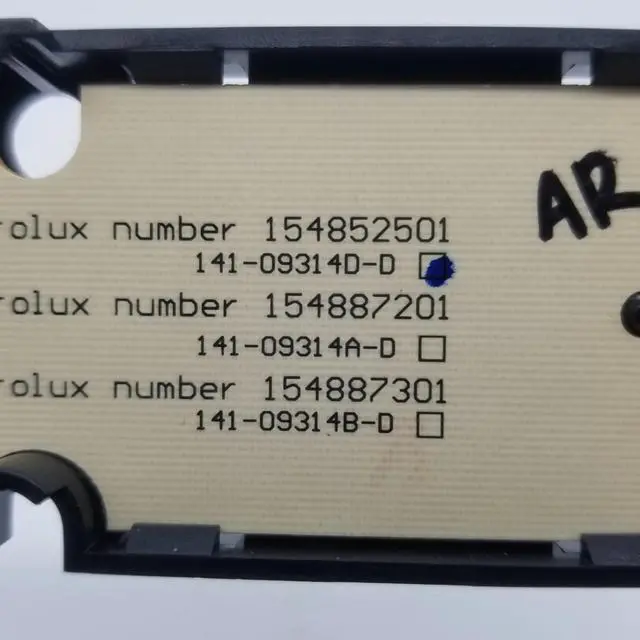 rolux number 154852501
141-09314D-D
rolux number 154887201
141-09314A-D
rolux number 154887301
141-09314B-D
AR